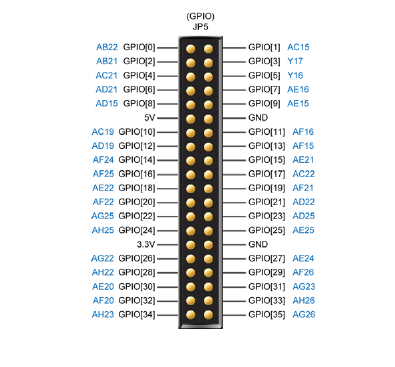 (GPIO)
JP5
AB22 GPIO[0] GPIO[1] AC15
AB21 GPIO[2] GPIO[3] Y17
AC21 GPIO[4] GPIO[5] Y16
AD21 GPIO[6] GPIO[7] AE16
AD15 GPIO[8] GPIO[9] AE15
5V GND
AC19 GPIO[10] GPIO[11] AF16
AD19 GPIO[12] GPIO[13] AF15
AF24 GPIO[14] GPIO[15] AE21
AF25 GPIO[16] GPIO[17] AC22
AE22 GPIO[18] GPIO[19] AF21
AF22 GPIO[20] GPIO[21] AD22
AG25 GPIO[22] GPIO[23] AD25
AH25 GPIO[24] GPIO[25] AE25
3.3V GND
AG22 GPIO[26] GPIO[27] AE24
AH22 GPIO[28] GPIO[29] AF26
AE20 GPIO[30] GPIO[31] AG23
AF20 GPIO[32] GPIO[33] AH26
AH23 GPIO[34] GPIO[35] AG26